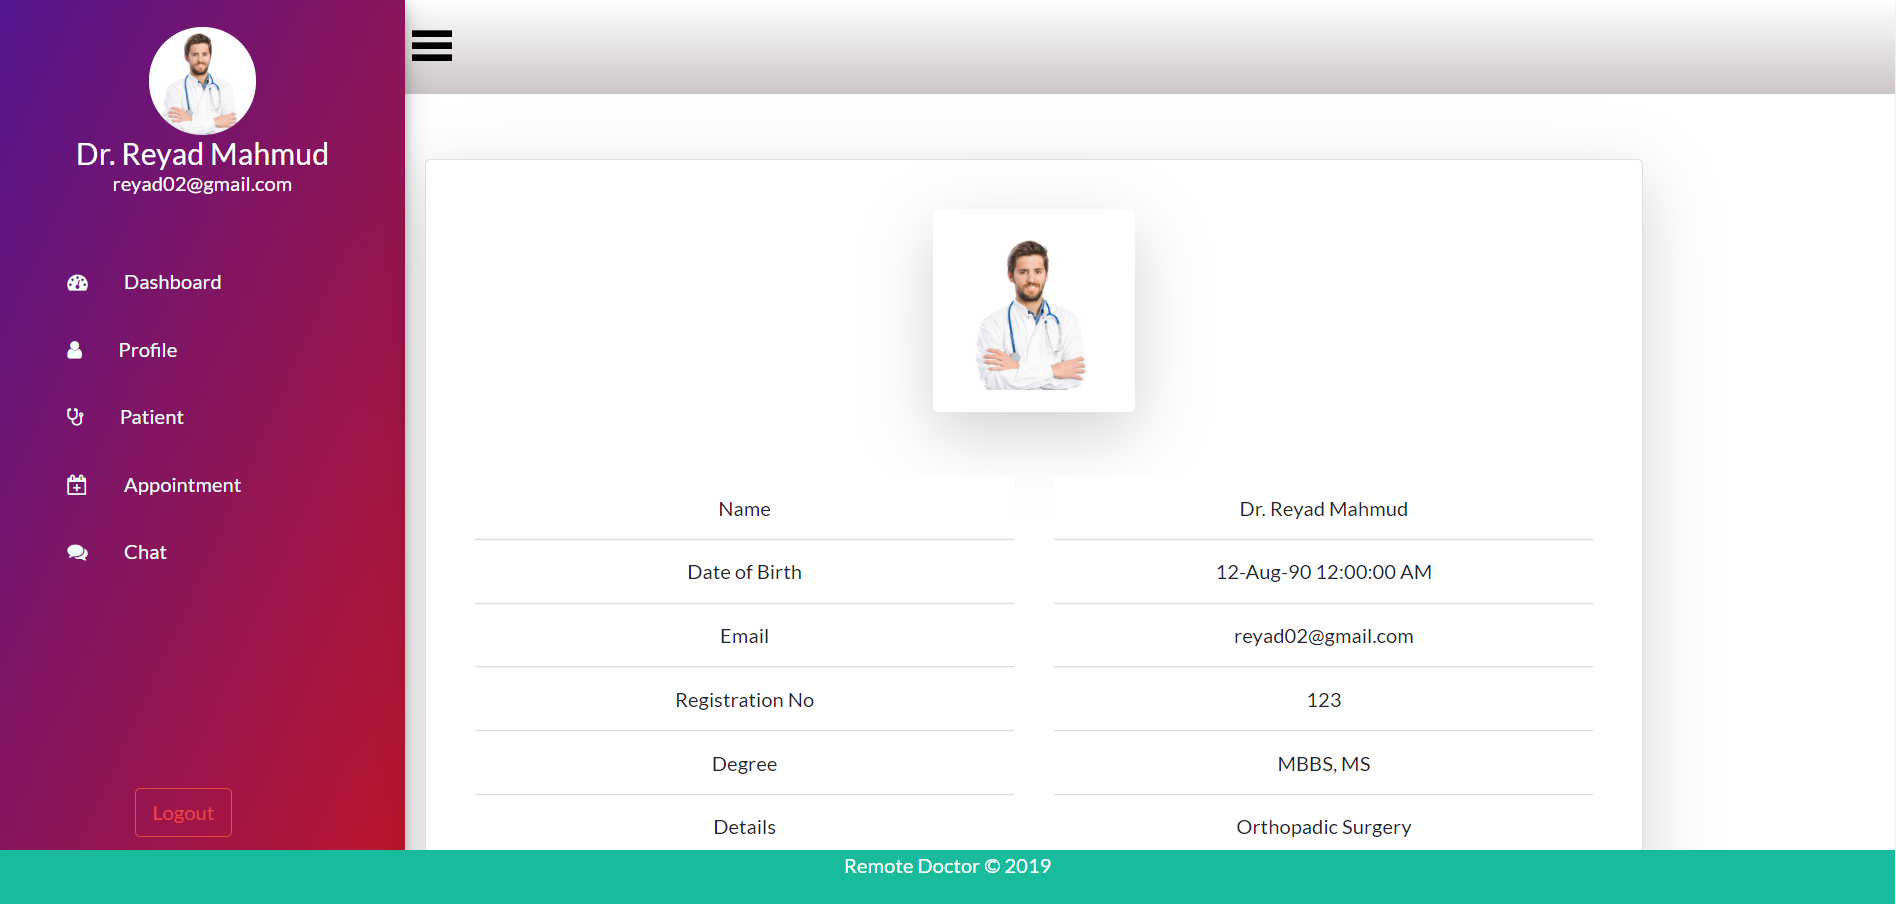 Dr. Reyad Mahmud
reyad02@gmail.com
Dashboard
Profile
Patient
Appointment
Chat
Logout
Name Dr. Reyad Mahmud
Date of Birth 12-Aug-90 12:00:00 AM
Email reyad02@gmail.com
Registration No 123
Degree MBBS, MS
Details Orthopadic Surgery
Remote Doctor © 2019